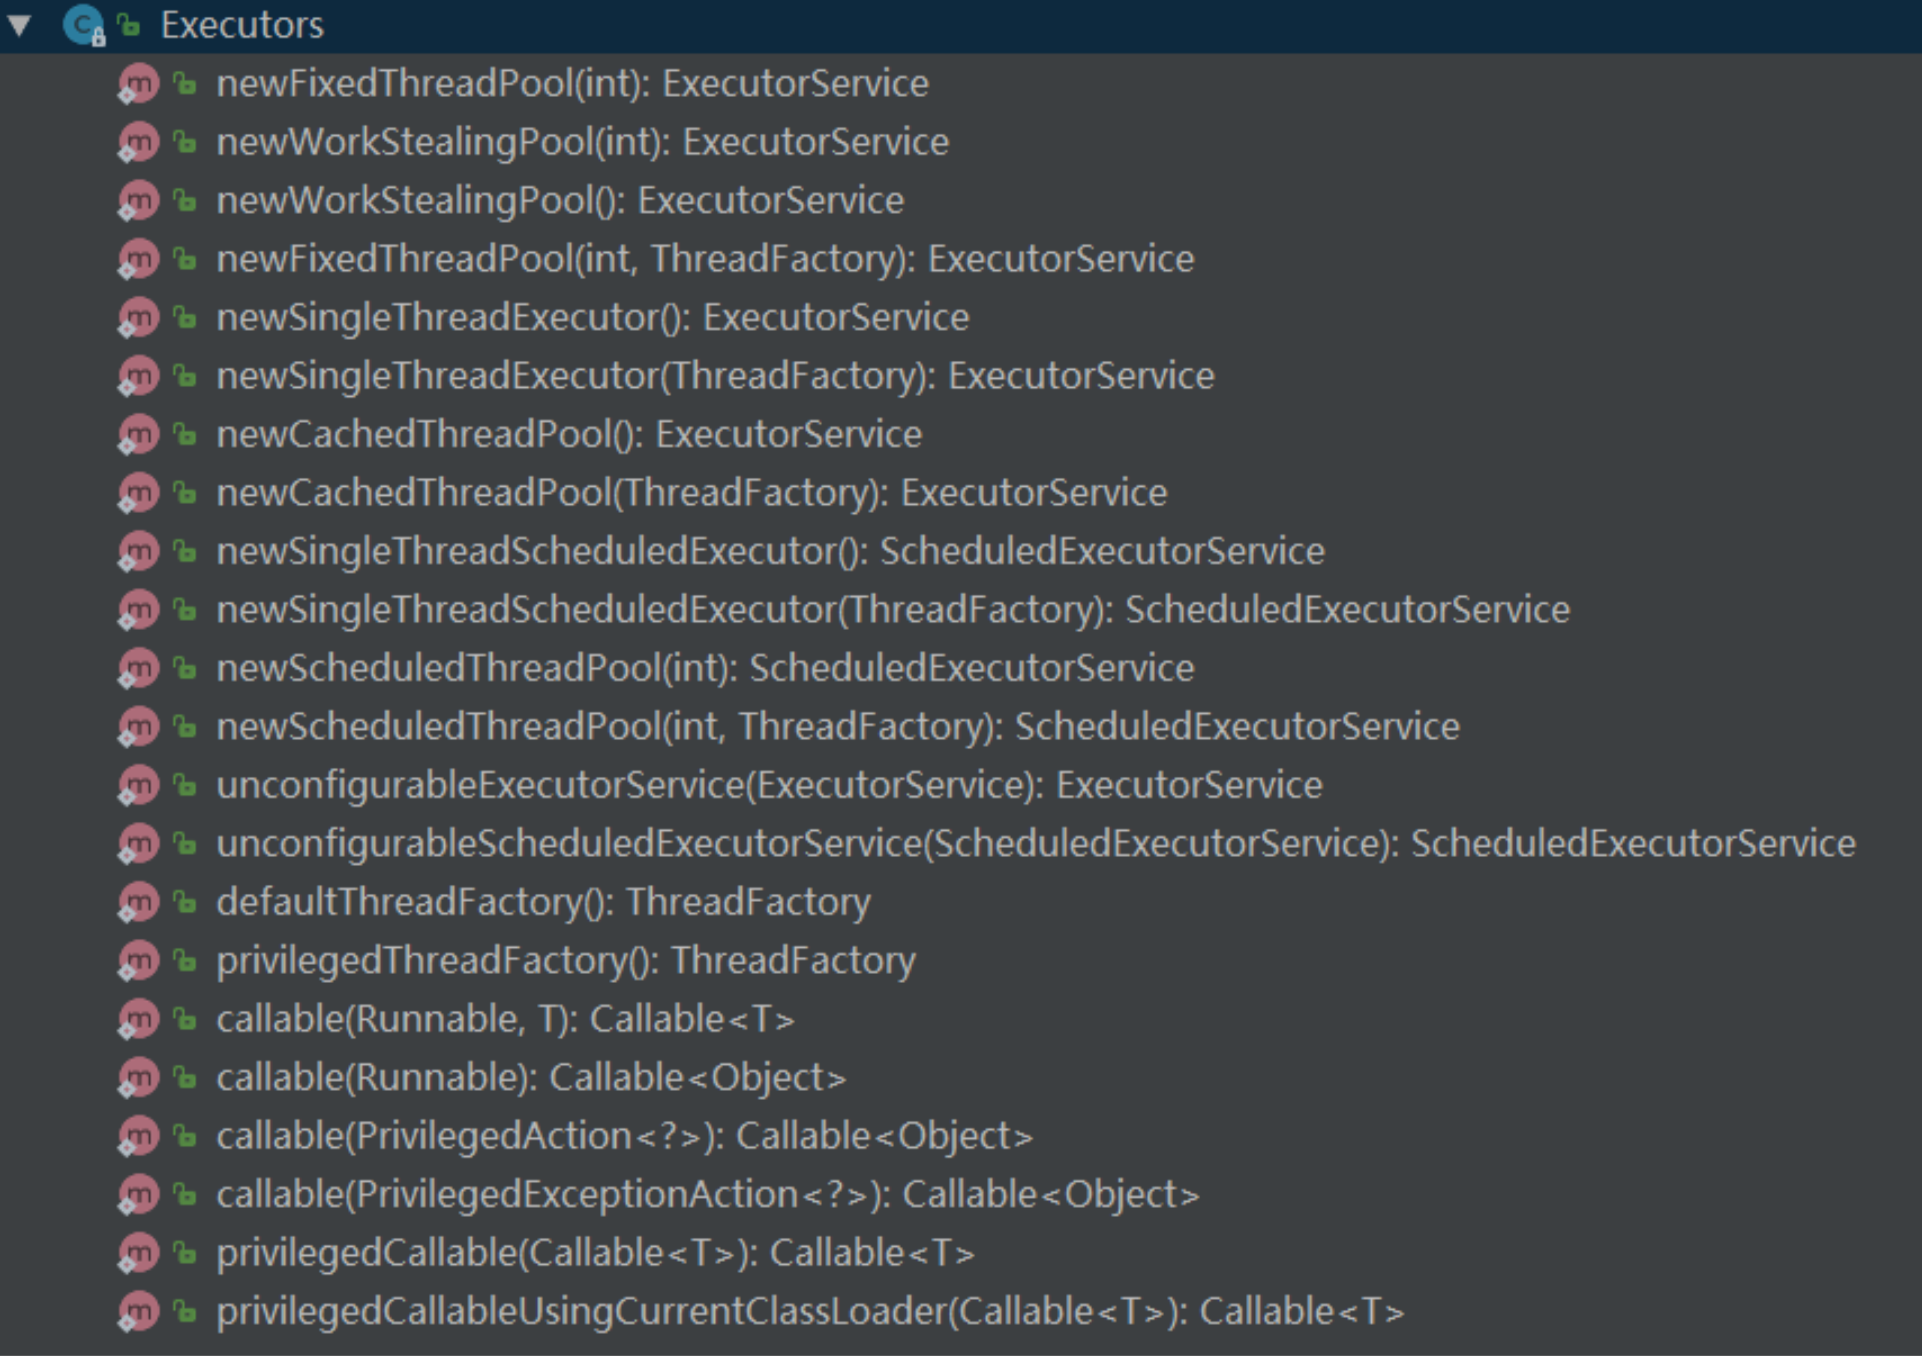 Executors
newFixedThreadPool(int): ExecutorService
newWorkStealingPool(int): ExecutorService
newWorkStealingPool(): ExecutorService
newFixedThreadPool(int, ThreadFactory): ExecutorService
newSingleThreadExecutor(): ExecutorService
newSingleThreadExecutor(ThreadFactory): ExecutorService
newCachedThreadPool(): ExecutorService
newCachedThreadPool(ThreadFactory): ExecutorService
newSingleThreadScheduledExecutor(): ScheduledExecutorService
newSingleThreadScheduledExecutor(ThreadFactory): ScheduledExecutorService
newScheduledThreadPool(int): ScheduledExecutorService
newScheduledThreadPool(int, ThreadFactory): ScheduledExecutorService
unconfigurableExecutorService(ExecutorService): ExecutorService
unconfigurableScheduledExecutorService(ScheduledExecutorService): ScheduledExecutorService
defaultThreadFactory(): ThreadFactory
privilegedThreadFactory(): ThreadFactory
callable(Runnable, T): Callable<T>
callable(Runnable): Callable<Object>
callable(PrivilegedAction<?>): Callable<Object>
callable(PrivilegedExceptionAction<?>): Callable<Object>
privilegedCallable(Callable<T>): Callable<T>
privilegedCallableUsingCurrentClassLoader(Callable<T>): Callable<T>